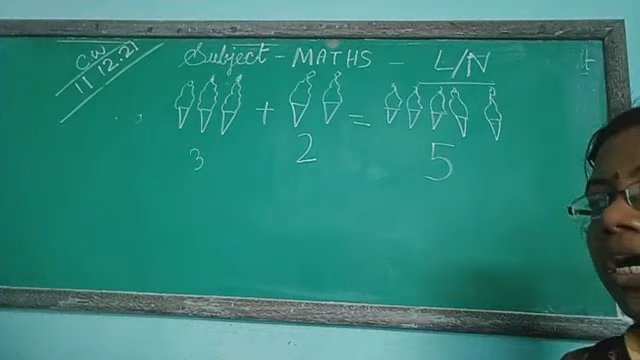 C.W
11.12.21
Subject - MATHS - L/N
+ =
3 2 5